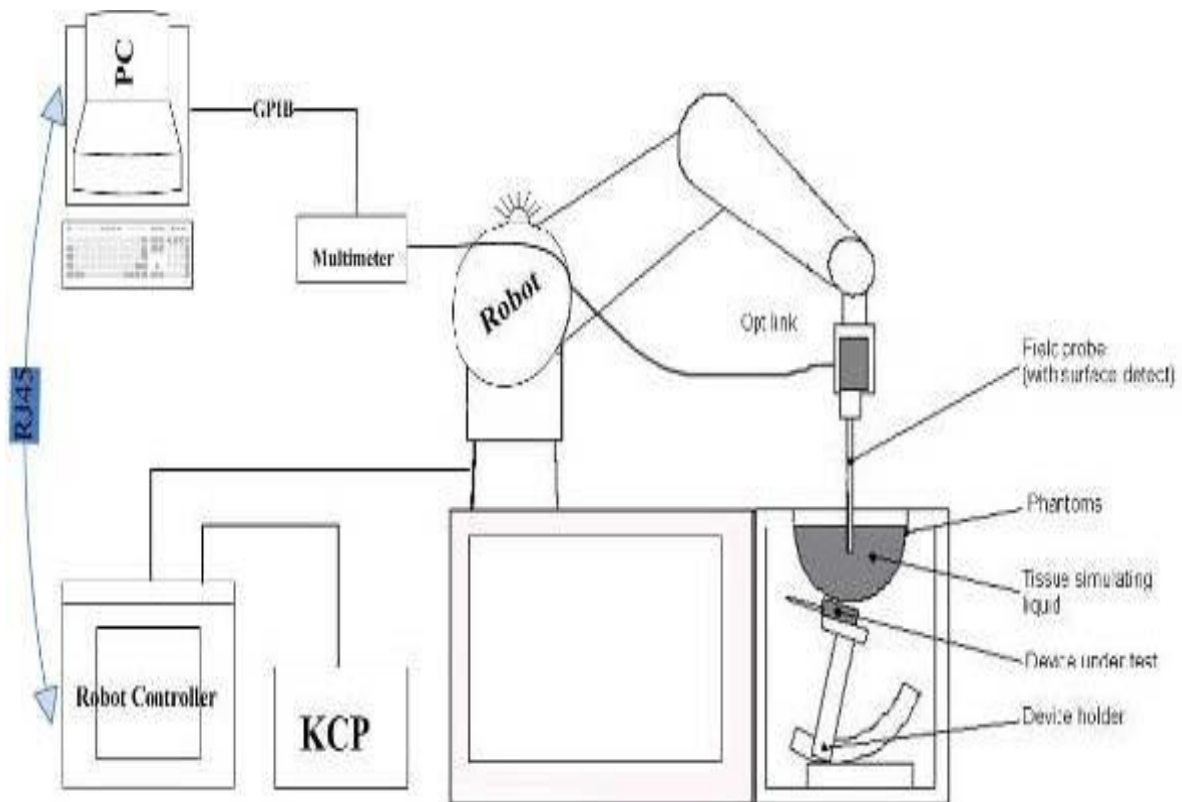 PC
GPIB
Multimeter
Robot
Opt link
Field probe
(with surface detect)
RJ45
Phantoms
Tissue simulating
liquid
Device under test
Robot Controller
KCP
Device holder